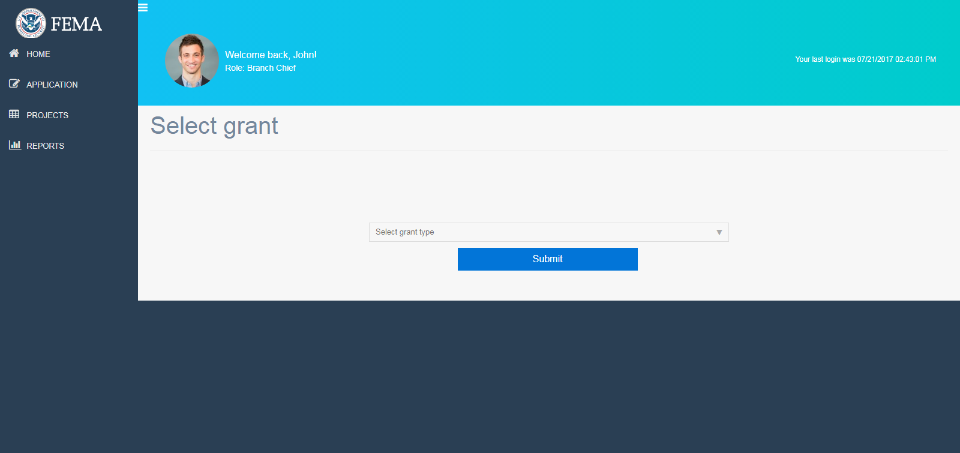 FEMA
HOME
APPLICATION
PROJECTS
REPORTS
Welcome back, John!
Role: Branch Chief
Your last login was 07/21/2017 02:43:01 PM
Select grant
Select grant type
Submit